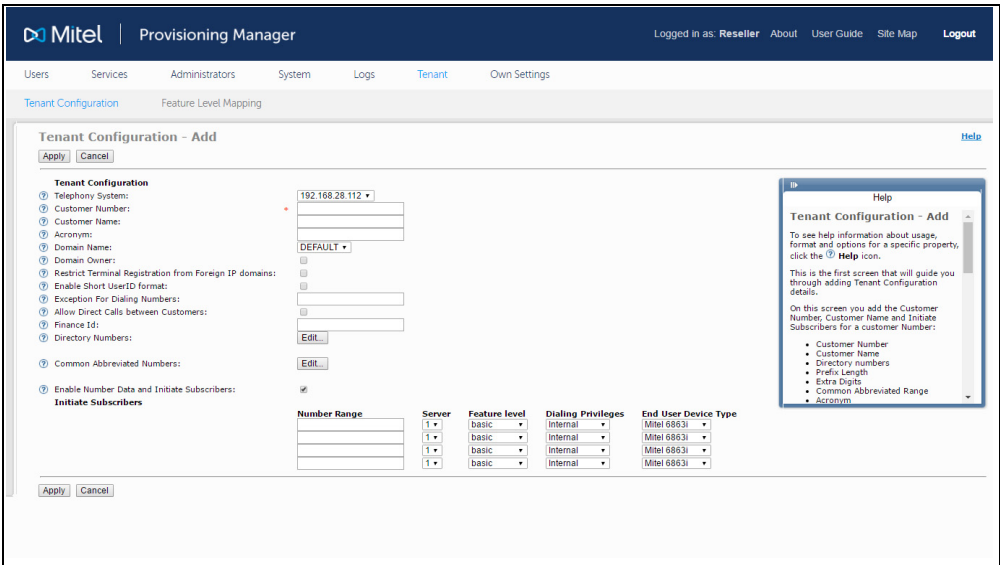 Mitel | Provisioning Manager Logged in as: Reseller About User Guide Site Map Logout
Users Services Administrators System Logs Tenant Own Settings
Tenant Configuration Feature Level Mapping
Tenant Configuration - Add Help
Apply Cancel
Tenant Configuration
Telephony System: 192.168.28.112
Customer Number: *
Customer Name:
Acronym:
Domain Name: DEFAULT
Domain Owner:
Restrict Terminal Registration from Foreign IP domains:
Enable Short UserID format:
Exception For Dialing Numbers:
Allow Direct Calls between Customers:
Finance Id:
Directory Numbers: Edit...
Common Abbreviated Numbers: Edit...
Enable Number Data and Initiate Subscribers:
Initiate Subscribers
Number Range Server Feature level Dialing Privileges End User Device Type
1 basic Internal Mitel 6863i
1 basic Internal Mitel 6863i
1 basic Internal Mitel 6863i
1 basic Internal Mitel 6863i
Apply Cancel
Help
Tenant Configuration - Add
To see help information about usage,
format and options for a specific property,
click the ? Help icon.
This is the first screen that will guide you
through adding Tenant Configuration
details.
On this screen you add the Customer
Number, Customer Name and Initiate
Subscribers for a customer Number:
• Customer Number
• Customer Name
• Directory numbers
• Prefix Length
• Extra Digits
• Common Abbreviated Range
• Acronym